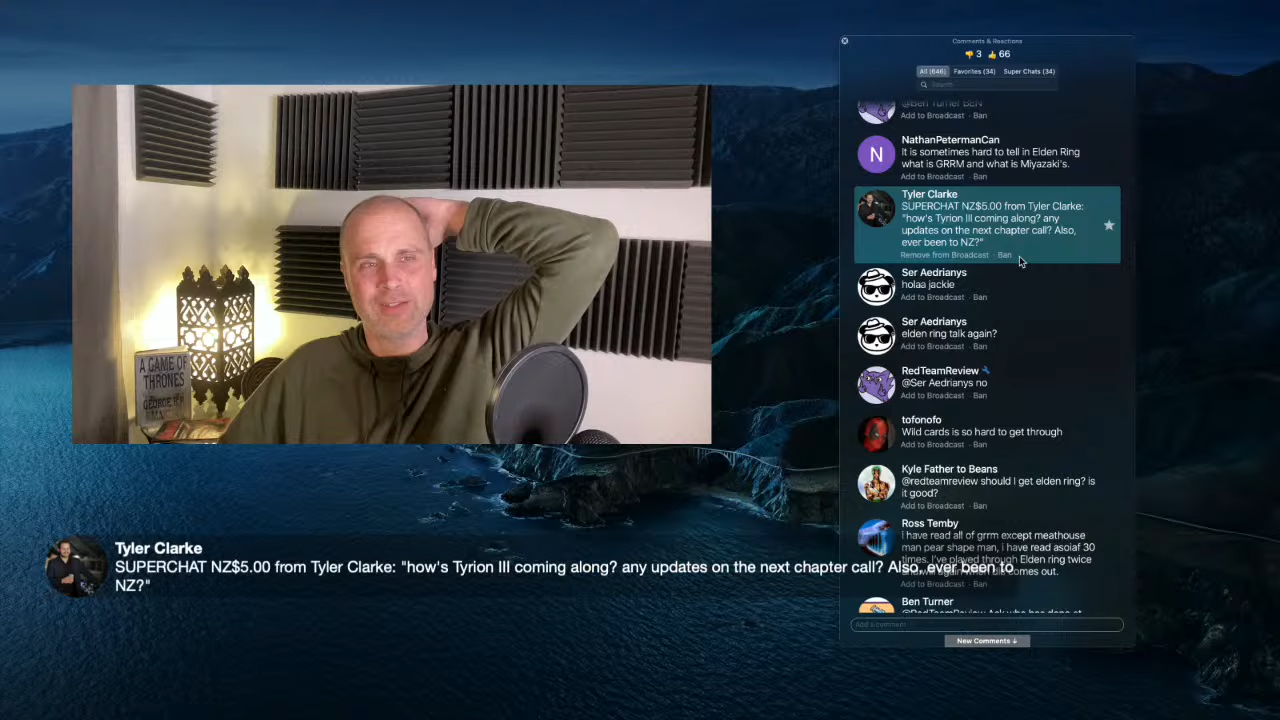 A GAME OF
THRONES
GEORGE R.R.
Comments & Reactions
👎 3 👍 66
All (646) Favorites (34) Super Chats (34)
Search
@Ben Turner BEN
Add to Broadcast · Ban
N
NathanPetermanCan
It is sometimes hard to tell in Elden Ring
what is GRRM and what is Miyazaki's.
Add to Broadcast · Ban
Tyler Clarke
SUPERCHAT NZ$5.00 from Tyler Clarke:
"how's Tyrion III coming along? any
updates on the next chapter call? Also,
ever been to NZ?"
Remove from Broadcast · Ban
Ser Aedrianys
holaa jackie
Add to Broadcast · Ban
Ser Aedrianys
elden ring talk again?
Add to Broadcast · Ban
RedTeamReview
@Ser Aedrianys no
Add to Broadcast · Ban
tofonofo
Wild cards is so hard to get through
Add to Broadcast · Ban
Kyle Father to Beans
@redteamreview should I get elden ring? is
it good?
Add to Broadcast · Ban
Ross Temby
i have read all of grrm except meathouse
man pear shape man, i have read asoiaf 30
times. I've played through Elden ring twice
comes out.
Add to Broadcast · Ban
Ben Turner
Add a comment
New Comments ↓
Tyler Clarke
SUPERCHAT NZ$5.00 from Tyler Clarke: "how's Tyrion III coming along? any updates on the next chapter call? Also, ever been to
NZ?"